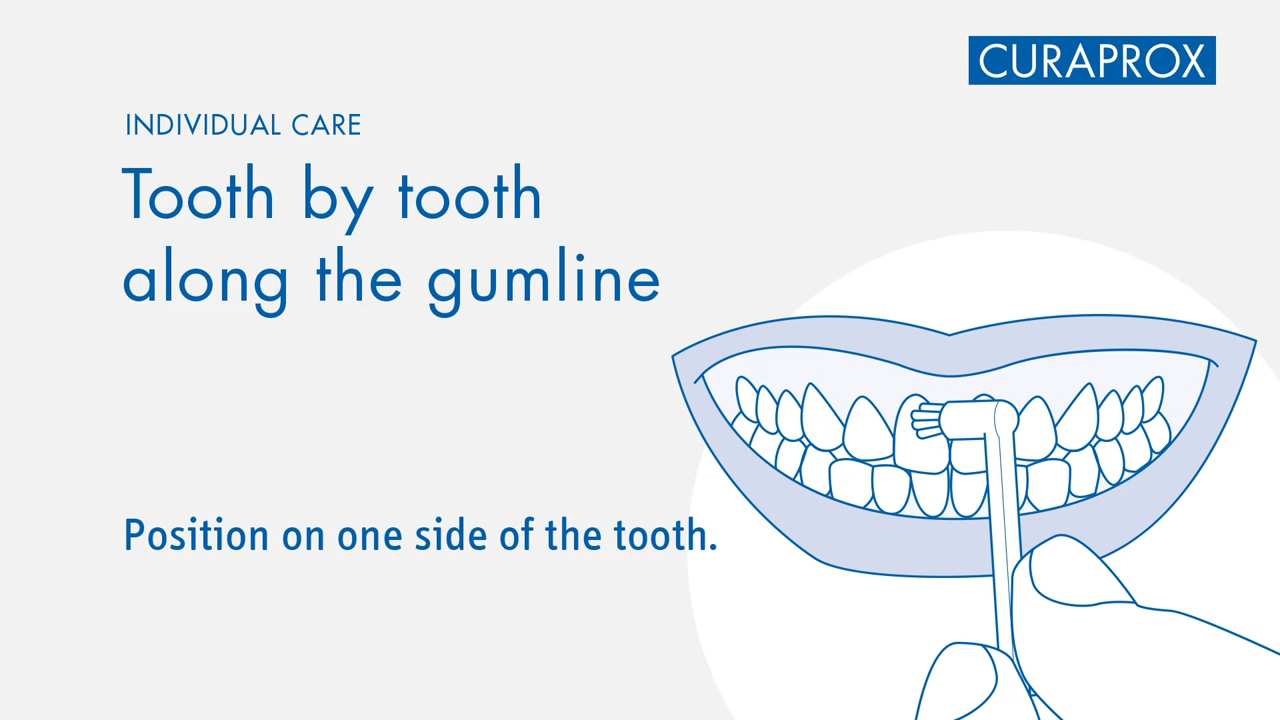 CURAPROX
INDIVIDUAL CARE
Tooth by tooth
along the gumline
Position on one side of the tooth.